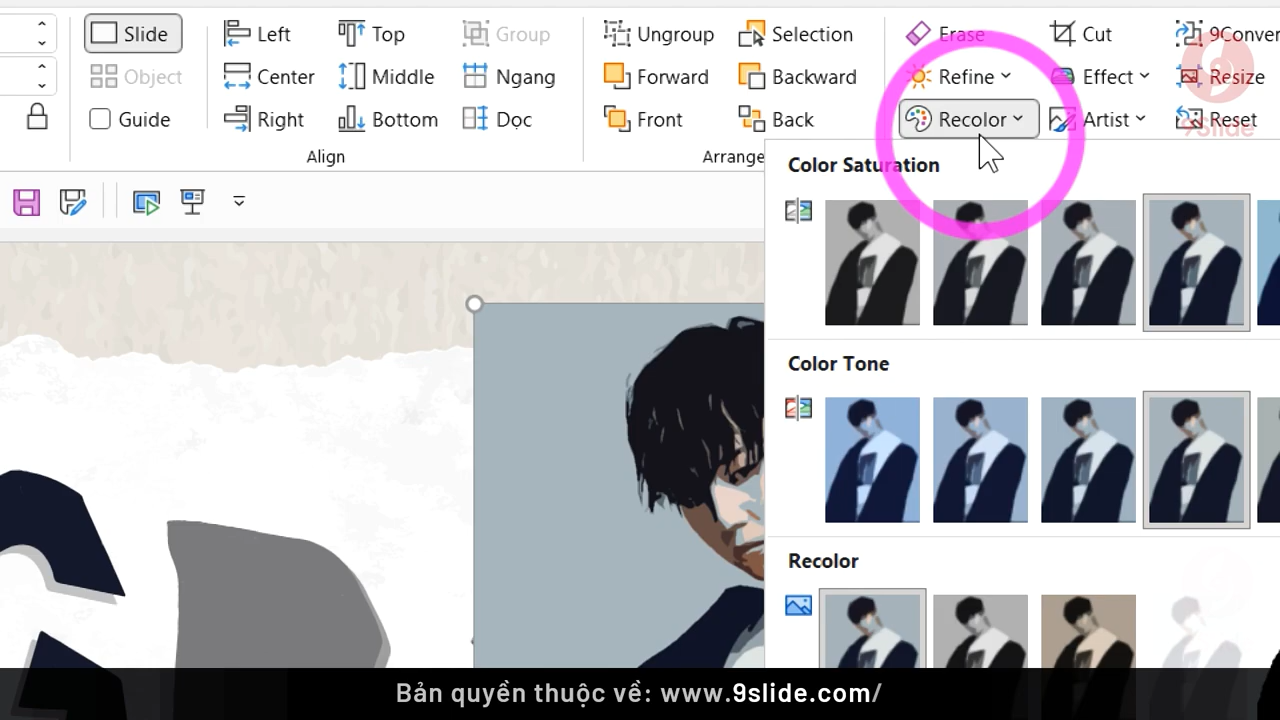 Slide Left Top Group Ungroup Selection Erase Cut 9Conver
Object Center Middle Ngang Forward Backward Refine Effect Resize
Guide Right Bottom Dọc Front Back Recolor Artist Reset
9Slide
Align Arrange
Color Saturation
Color Tone
Recolor
Bản quyền thuộc về: www.9slide.com/